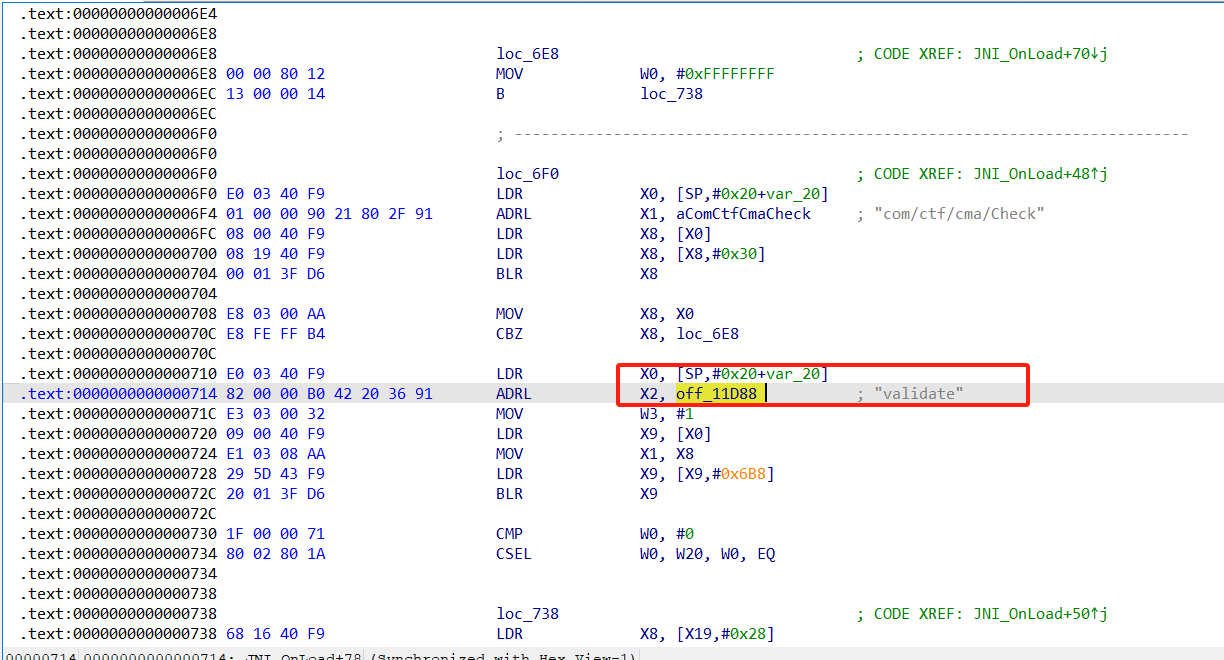 .text:00000000000006E4
.text:00000000000006E8
.text:00000000000006E8 loc_6E8 ; CODE XREF: JNI_OnLoad+70↓j
.text:00000000000006E8 00 00 80 12 MOV W0, #0xFFFFFFFF
.text:00000000000006EC 13 00 00 14 B loc_738
.text:00000000000006EC
.text:00000000000006F0 ; ---------------------------------------------------------------------------
.text:00000000000006F0
.text:00000000000006F0 loc_6F0 ; CODE XREF: JNI_OnLoad+48↑j
.text:00000000000006F0 E0 03 40 F9 LDR X0, [SP,#0x20+var_20]
.text:00000000000006F4 01 00 00 90 21 80 2F 91 ADRL X1, aComCtfCmaCheck ; "com/ctf/cma/Check"
.text:00000000000006FC 08 00 40 F9 LDR X8, [X0]
.text:0000000000000700 08 19 40 F9 LDR X8, [X8,#0x30]
.text:0000000000000704 00 01 3F D6 BLR X8
.text:0000000000000704
.text:0000000000000708 E8 03 00 AA MOV X8, X0
.text:000000000000070C E8 FE FF B4 CBZ X8, loc_6E8
.text:000000000000070C
.text:0000000000000710 E0 03 40 F9 LDR X0, [SP,#0x20+var_20]
.text:0000000000000714 82 00 00 B0 42 20 36 91 ADRL X2, off_11D88 ; "validate"
.text:000000000000071C E3 03 00 32 MOV W3, #1
.text:0000000000000720 09 00 40 F9 LDR X9, [X0]
.text:0000000000000724 E1 03 08 AA MOV X1, X8
.text:0000000000000728 29 5D 43 F9 LDR X9, [X9,#0x6B8]
.text:000000000000072C 20 01 3F D6 BLR X9
.text:000000000000072C
.text:0000000000000730 1F 00 00 71 CMP W0, #0
.text:0000000000000734 80 02 80 1A CSEL W0, W20, W0, EQ
.text:0000000000000734
.text:0000000000000738
.text:0000000000000738 loc_738 ; CODE XREF: JNI_OnLoad+50↑j
.text:0000000000000738 68 16 40 F9 LDR X8, [X19,#0x28]
00000714 0000000000000714: JNI_OnLoad+78 (Synchronized with Hex View-1)